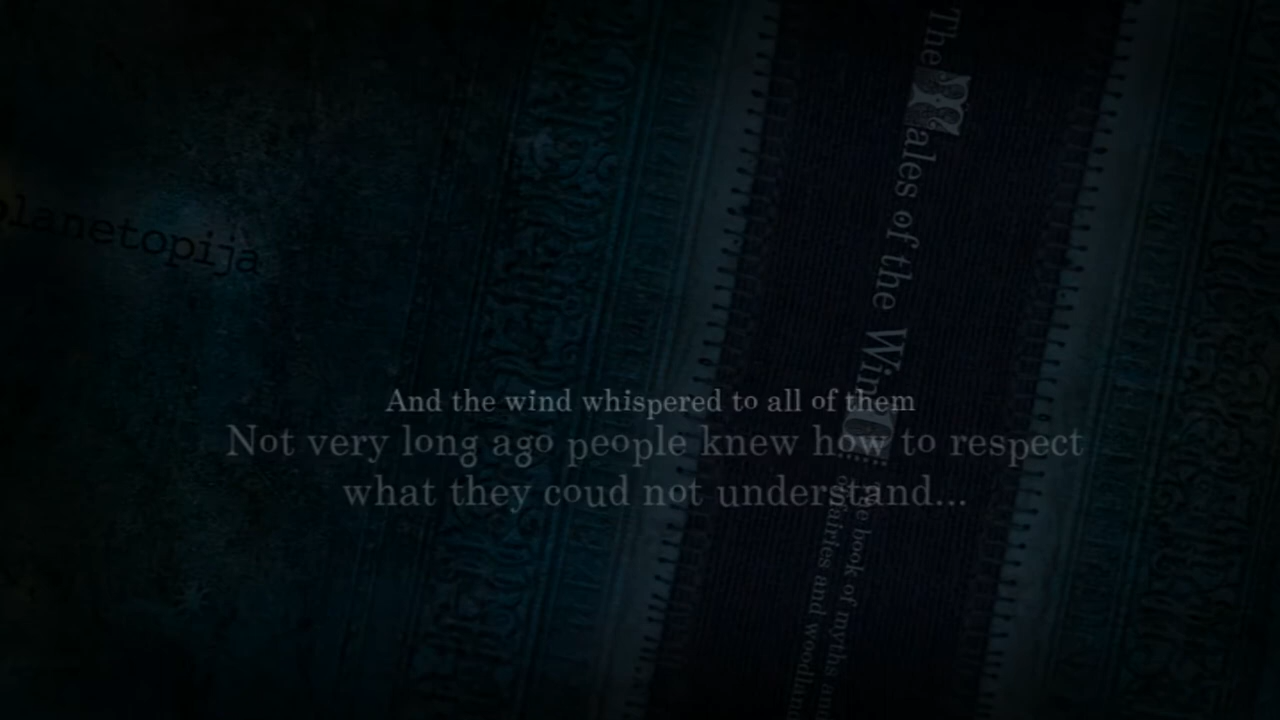 planetopija
The Tales of the Wind
And the wind whispered to all of them
Not very long ago people knew how to respect
what they coud not understand...
The book of myths and
of fairies and woodland